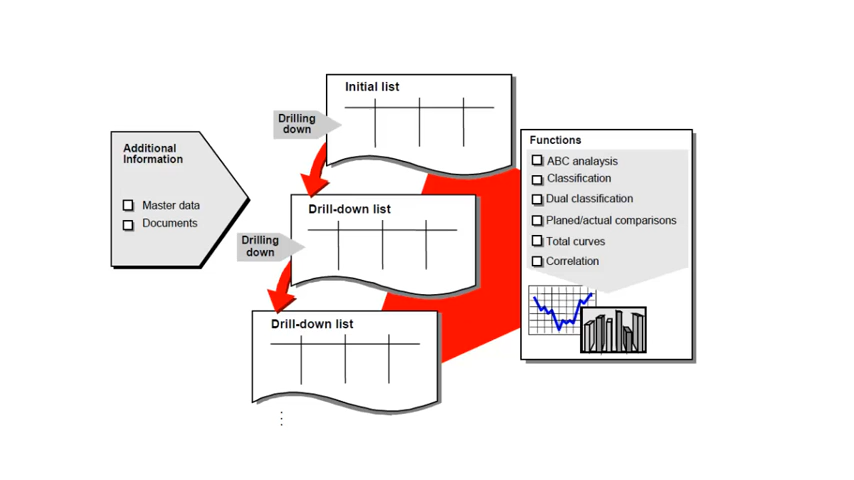 Initial list
Drilling
down
Additional
Information
Master data
Documents
Drill-down list
Drilling
down
Drill-down list
Functions
ABC analaysis
Classification
Dual classification
Planed/actual comparisons
Total curves
Correlation